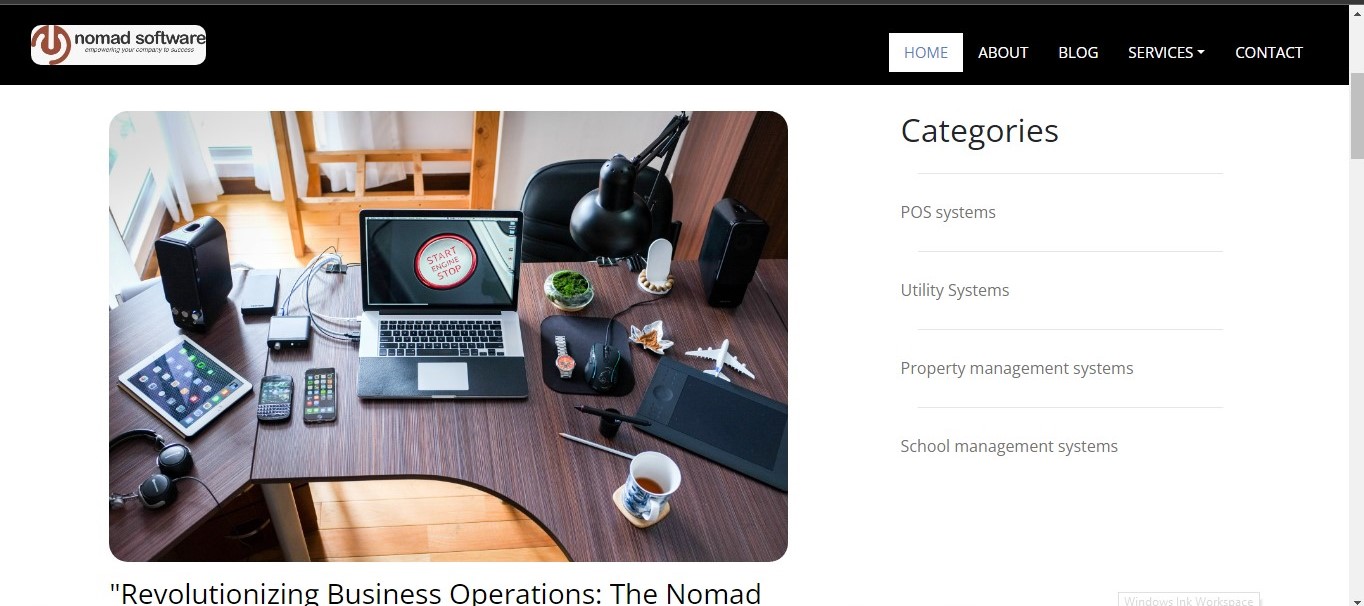 nomad software
empowering your company to success
HOME ABOUT BLOG SERVICES CONTACT
START
ENGINE
STOP
Categories
POS systems
Utility Systems
Property management systems
School management systems
"Revolutionizing Business Operations: The Nomad
Windows Ink Workspace